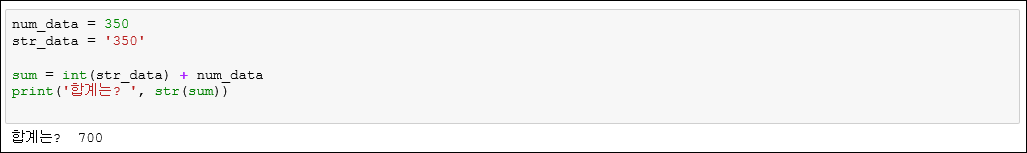 num_data = 350
str_data = '350'
sum = int(str_data) + num_data
print('합계는? ', str(sum))
합계는?  700